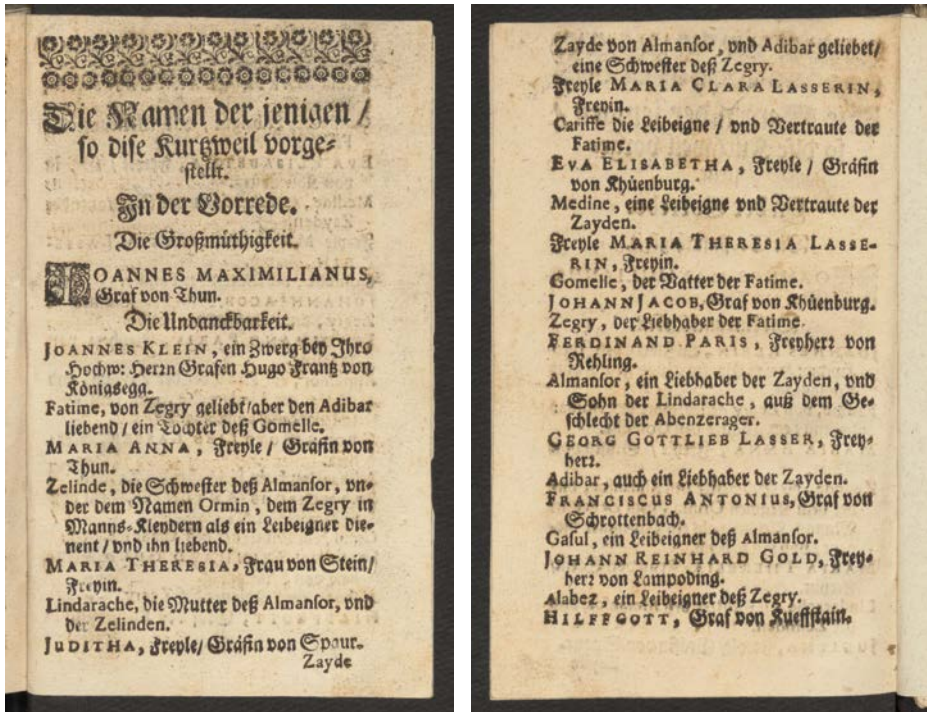 Die Namen der jenigen /
so dise Kurtzweil vorge-
stellt.
In der Vorrede.
Die Großmüthigkeit.
JOANNES MAXIMILIANUS,
Graf von Thun.
Die Undanckbarkeit.
JOANNES KLEIN, ein Zwerg bey Ihro
Hochw: Herrn Grafen Hugo Frantz von
Königsegg.
Fatime, von Zegry geliebt/aber den Adibar
liebend / ein Tochter deß Gomelle.
MARIA ANNA, Freyle / Gräfin von
Thun.
Zelinde, die Schwester deß Almansor, vn-
der dem Namen Ormin, dem Zegry in
Manns-Kleydern als ein Leibeigner die-
nent / vnd ihn liebend.
MARIA THERESIA, Frau von Stein/
Freyin.
Lindarache, die Mutter deß Almansor, vnd
der Zelinden.
JUDITHA, Freyle/ Gräfin von Spaur.
Zayde
Zayde von Almansor, vnd Adibar geliebet/
eine Schwester deß Zegry.
Freyle MARIA CLARA LASSERIN,
Freyin.
Cariffe die Leibeigne / vnd Vertraute der
Fatime.
EVA ELISABETHA, Freyle / Gräfin
von Khüenburg.
Medine, eine Leibeigne vnd Vertraute der
Zayden.
Freyle MARIA THERESIA LASSE-
RIN, Freyin.
Gomelle, der Vatter der Fatime.
JOHANN JACOB, Graf von Khüenburg.
Zegry, der Liebhaber der Fatime.
FERDINAND PARIS, Freyherr von
Rehling.
Almansor, ein Liebhaber der Zayden, vnd
Sohn der Lindarache, auß dem Ge-
schlecht der Abenzerager.
GEORG GOTTLIEB LASSER, Frey-
herr.
Adibar, auch ein Liebhaber der Zayden.
FRANCISCUS ANTONIUS, Graf von
Schrottenbach.
Gasul, ein Leibeigner deß Almansor.
JOHANN REINHARD GOLD, Frey-
herr von Lampoding.
Alabez, ein Leibeigner deß Zegry.
HILFFGOTT, Graf von Kueffstain.